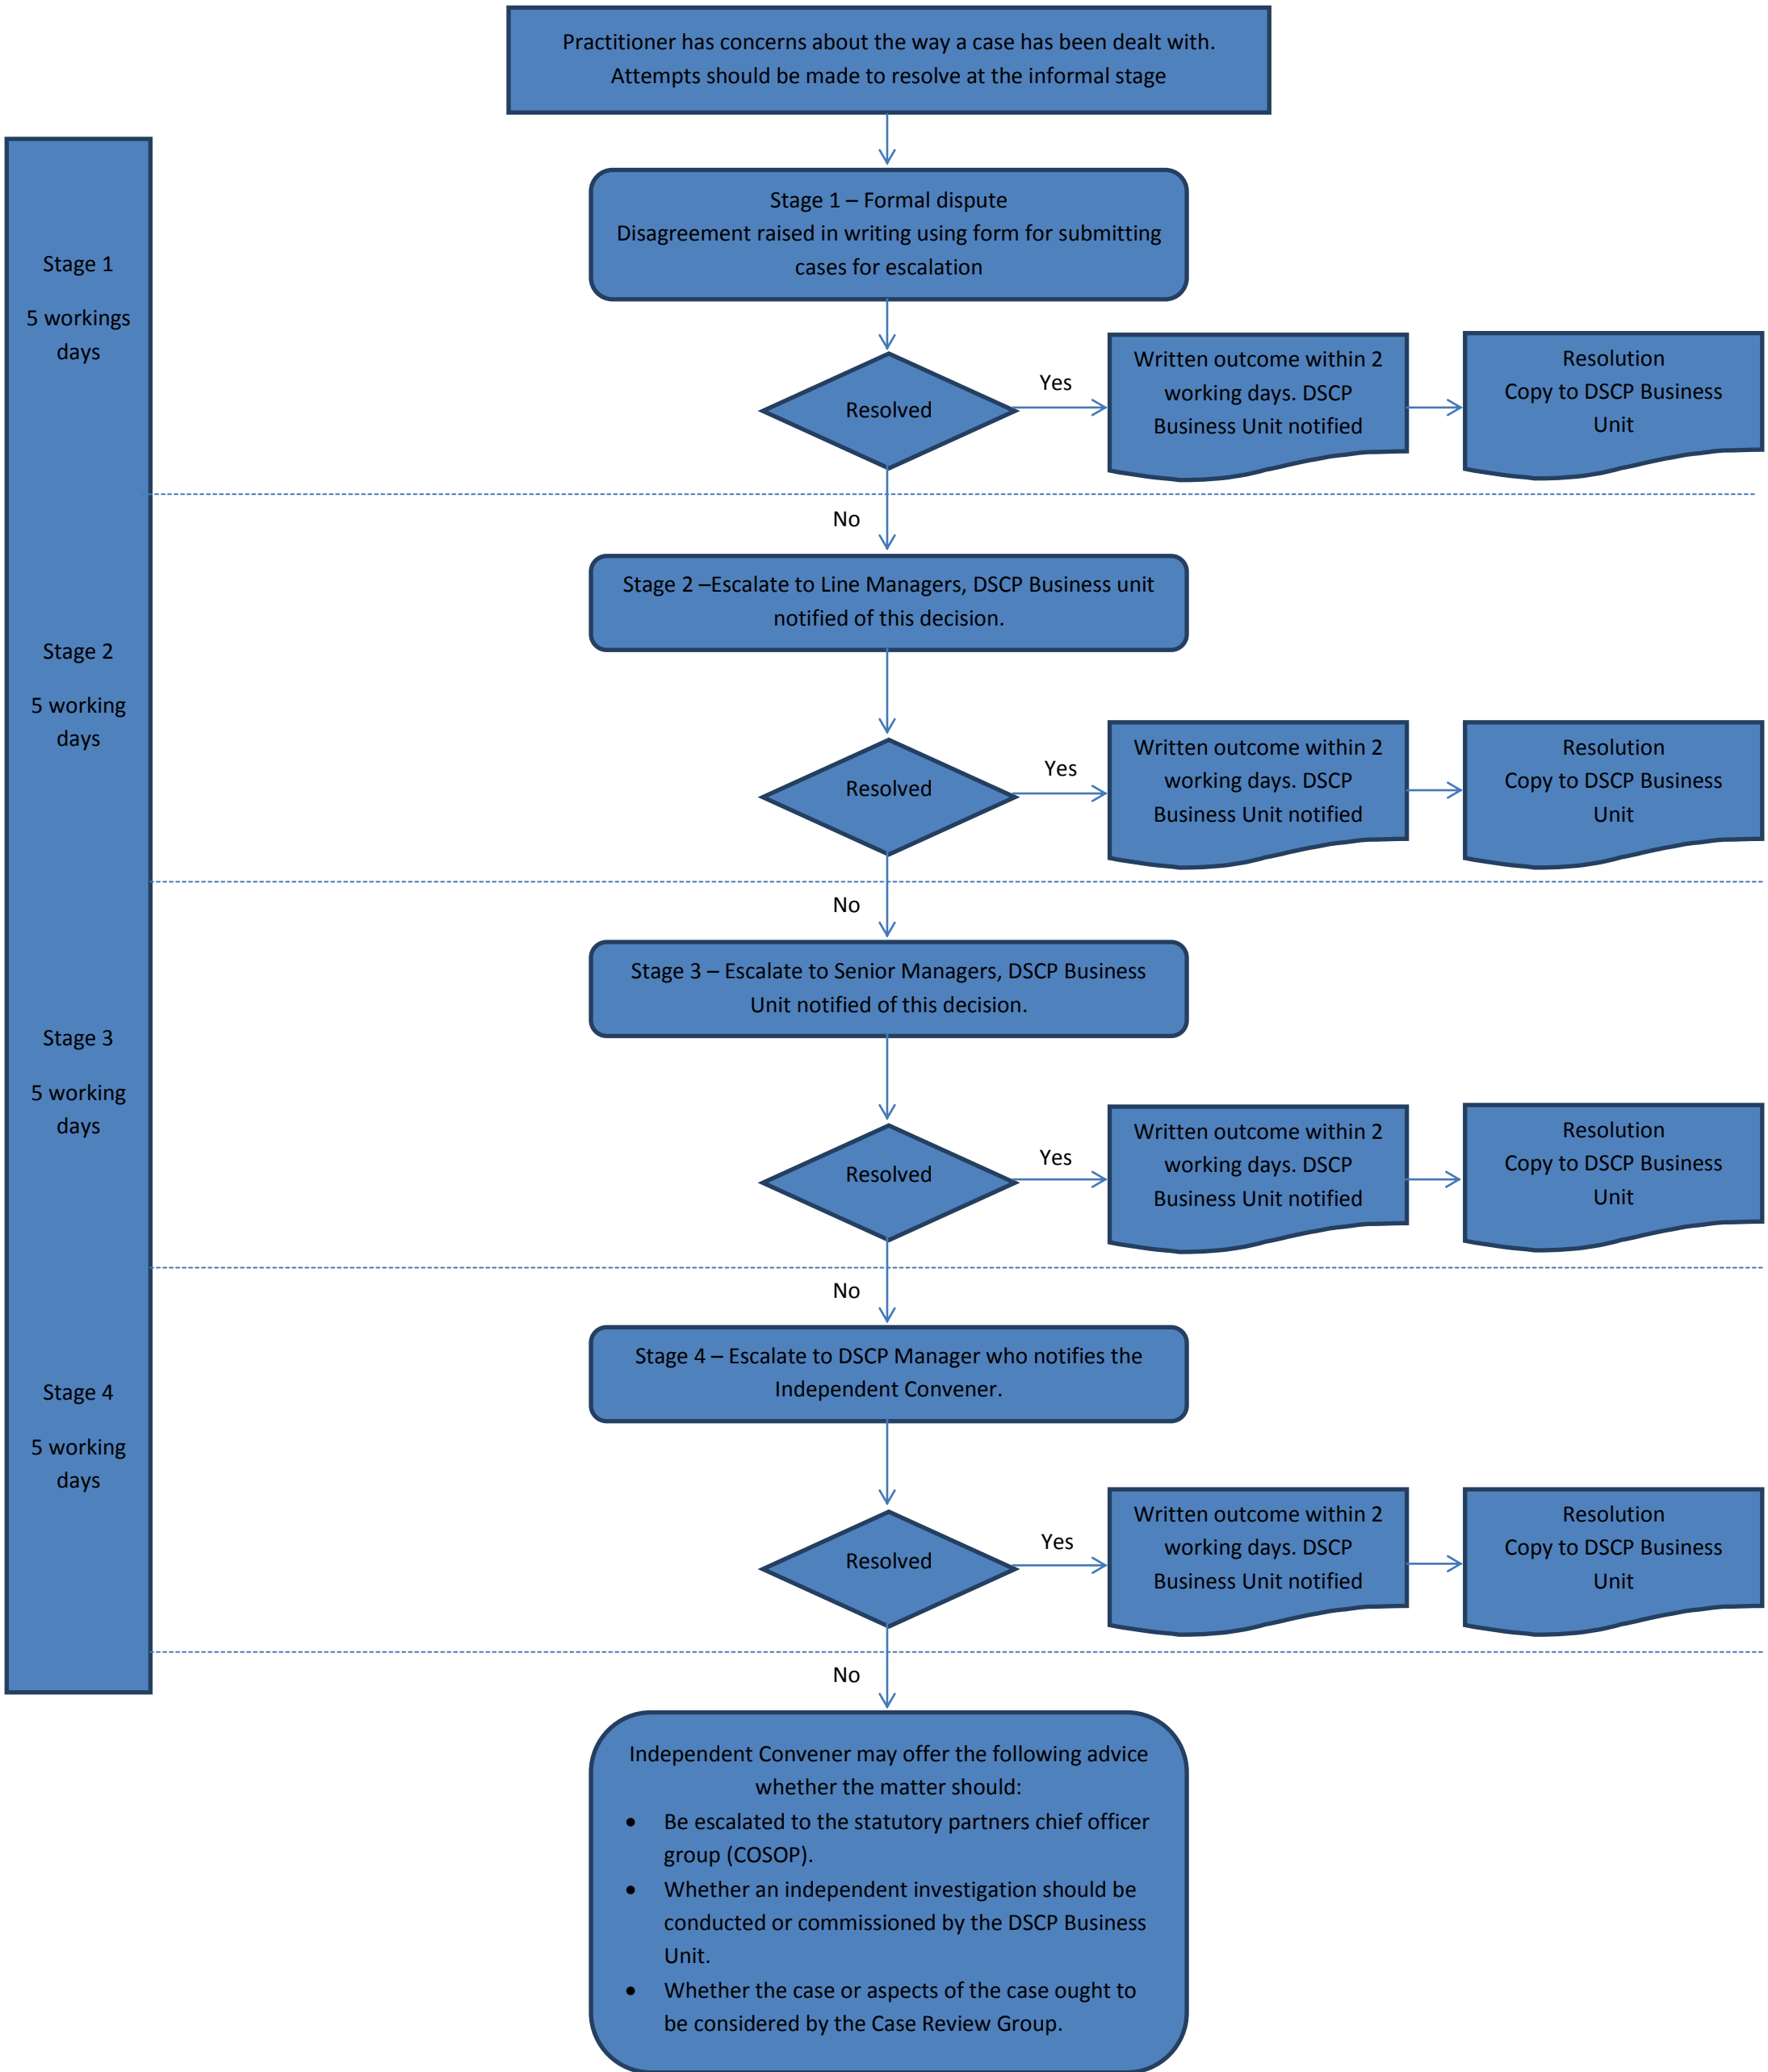 Practitioner has concerns about the way a case has been dealt with.
Attempts should be made to resolve at the informal stage
Stage 1
5 workings
days
Stage 1 – Formal dispute
Disagreement raised in writing using form for submitting
cases for escalation
Resolved
Yes
Written outcome within 2
working days. DSCP
Business Unit notified
Resolution
Copy to DSCP Business
Unit
No
Stage 2
5 working
days
Stage 2 –Escalate to Line Managers, DSCP Business unit
notified of this decision.
Resolved
Yes
Written outcome within 2
working days. DSCP
Business Unit notified
Resolution
Copy to DSCP Business
Unit
No
Stage 3
5 working
days
Stage 3 – Escalate to Senior Managers, DSCP Business
Unit notified of this decision.
Resolved
Yes
Written outcome within 2
working days. DSCP
Business Unit notified
Resolution
Copy to DSCP Business
Unit
No
Stage 4
5 working
days
Stage 4 – Escalate to DSCP Manager who notifies the
Independent Convener.
Resolved
Yes
Written outcome within 2
working days. DSCP
Business Unit notified
Resolution
Copy to DSCP Business
Unit
No
Independent Convener may offer the following advice
whether the matter should:
• Be escalated to the statutory partners chief officer
group (COSOP).
• Whether an independent investigation should be
conducted or commissioned by the DSCP Business
Unit.
• Whether the case or aspects of the case ought to
be considered by the Case Review Group.